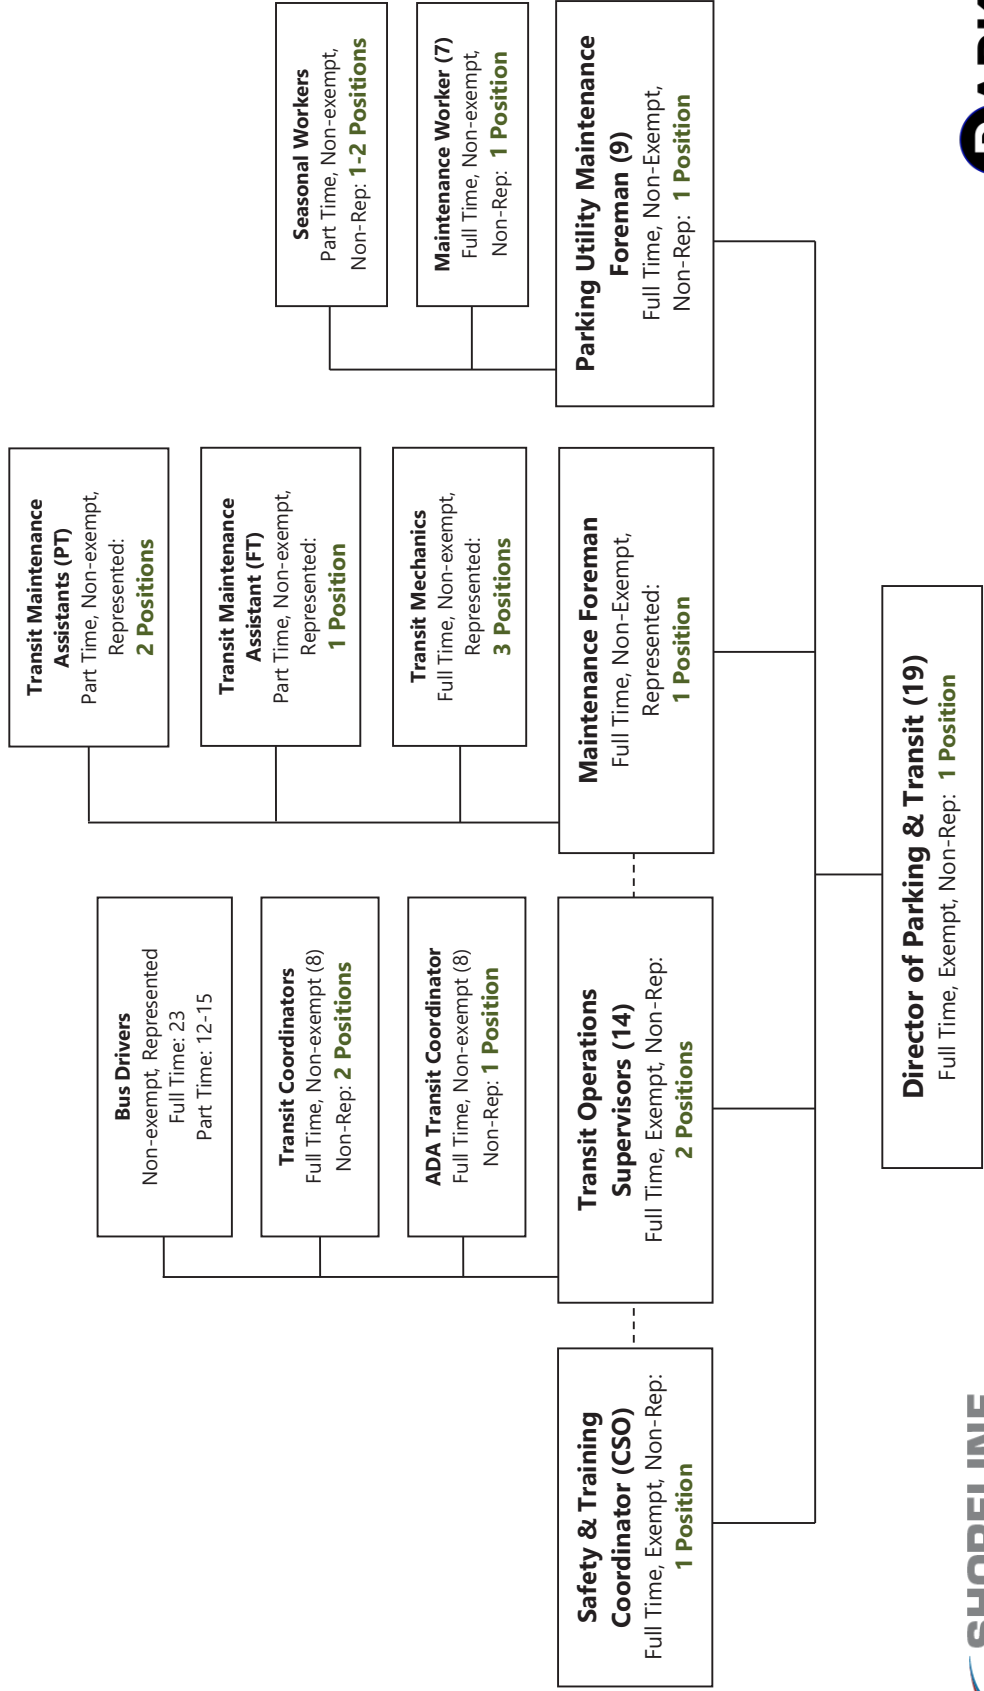 Bus Drivers
Non-exempt, Represented
Full Time: 23
Part Time: 12-15
Transit Coordinators
Full Time, Non-exempt (8)
Non-Rep: 2 Positions
ADA Transit Coordinator
Full Time, Non-exempt (8)
Non-Rep: 1 Position
Transit Maintenance
Assistants (PT)
Part Time, Non-exempt,
Represented:
2 Positions
Transit Maintenance
Assistant (FT)
Part Time, Non-exempt,
Represented:
1 Position
Transit Mechanics
Full Time, Non-exempt,
Represented:
3 Positions
Seasonal Workers
Part Time, Non-exempt,
Non-Rep: 1-2 Positions
Maintenance Worker (7)
Full Time, Non-exempt,
Non-Rep: 1 Position
Safety & Training
Coordinator (CSO)
Full Time, Exempt, Non-Rep:
1 Position
Transit Operations
Supervisors (14)
Full Time, Exempt, Non-Rep:
2 Positions
Maintenance Foreman
Full Time, Non-Exempt,
Represented:
1 Position
Parking Utility Maintenance
Foreman (9)
Full Time, Non-Exempt,
Non-Rep: 1 Position
Director of Parking & Transit (19)
Full Time, Exempt, Non-Rep: 1 Position
SHORELINE